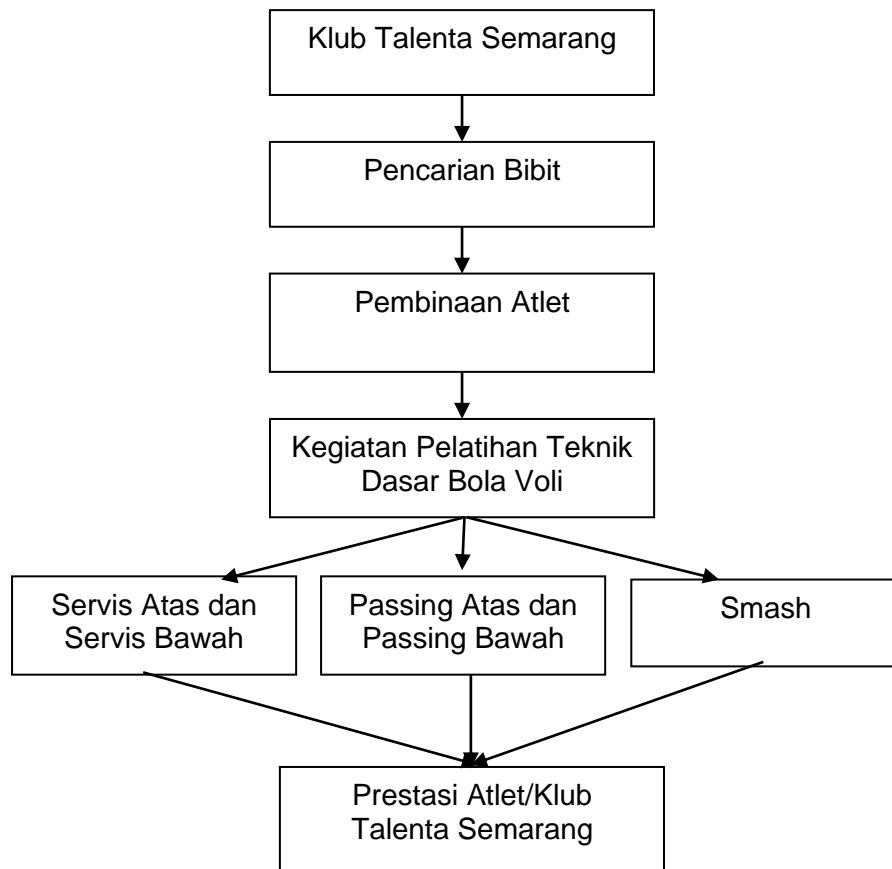 Klub Talenta Semarang
Pencarian Bibit
Pembinaan Atlet
Kegiatan Pelatihan Teknik
Dasar Bola Voli
Servis Atas dan
Servis Bawah
Passing Atas dan
Passing Bawah
Smash
Prestasi Atlet/Klub
Talenta Semarang